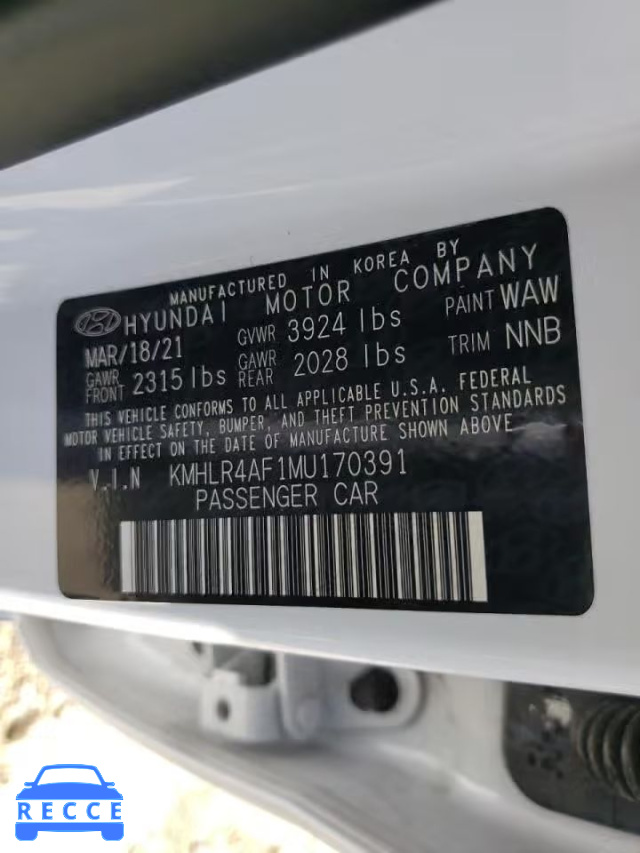 MANUFACTURED IN KOREA BY
HYUNDAI MOTOR COMPANY
MAR/18/21 GVWR 3924 lbs PAINT WAW
GAWR FRONT 2315 lbs GAWR REAR 2028 lbs TRIM NNB
THIS VEHICLE CONFORMS TO ALL APPLICABLE U.S.A. FEDERAL
MOTOR VEHICLE SAFETY, BUMPER, AND THEFT PREVENTION STANDARDS
IN EFFECT ON THE DATE OF MANUFACTURE SHOWN ABOVE.
V.I.N KMHLR4AF1MU170391
PASSENGER CAR
RECCE